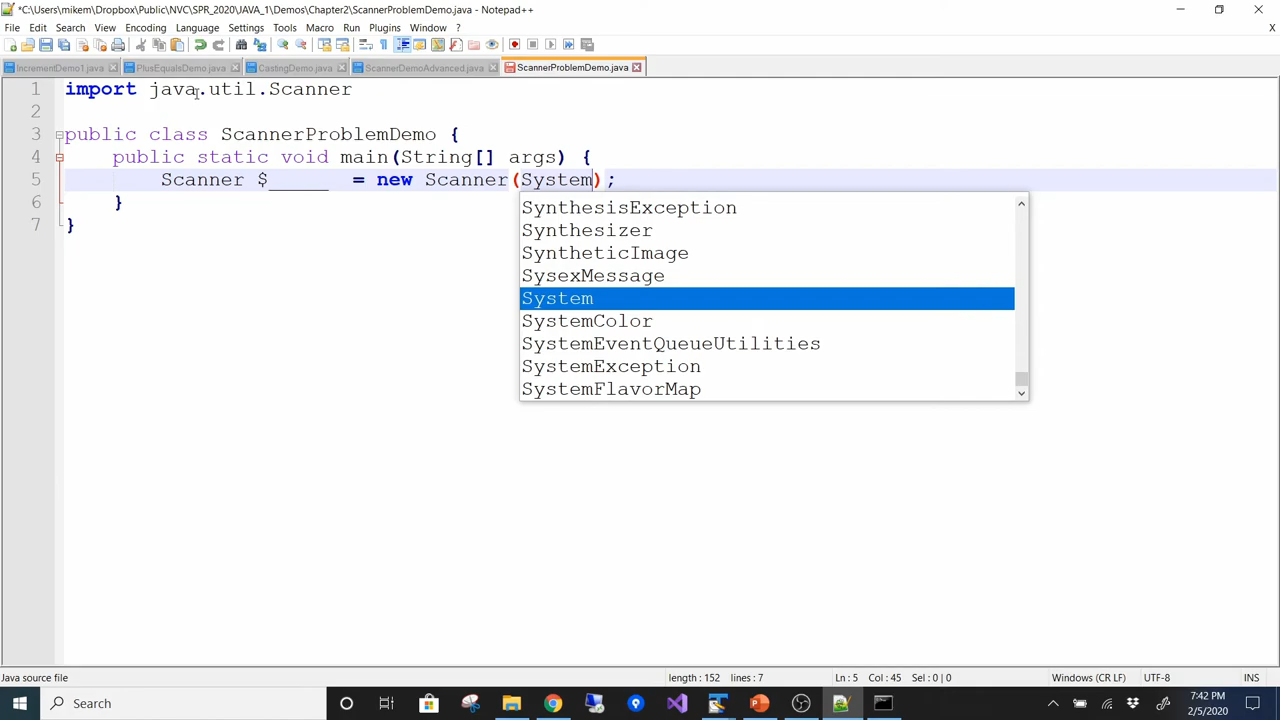 *C:\Users\mikem\Dropbox\Public\NVC\SPR_2020\JAVA_1\Demos\Chapter2\ScannerProblemDemo.java - Notepad++
File Edit Search View Encoding Language Settings Tools Macro Run Plugins Window ?
X
IncrementDemo1.java PlusEqualsDemo.java CastingDemo.java ScannerDemoAdvanced.java ScannerProblemDemo.java
1 import java.util.Scanner
2
3 public class ScannerProblemDemo {
4 public static void main(String[] args) {
5 Scanner $_____ = new Scanner(System);
6 }
7 }
SynthesisException
Synthesizer
SyntheticImage
SysexMessage
System
SystemColor
SystemEventQueueUtilities
SystemException
SystemFlavorMap
Java source file length : 152 lines : 7 Ln : 5 Col : 45 Sel : 0 | 0 Windows (CR LF) UTF-8 INS
Search
7:42 PM
2/5/2020